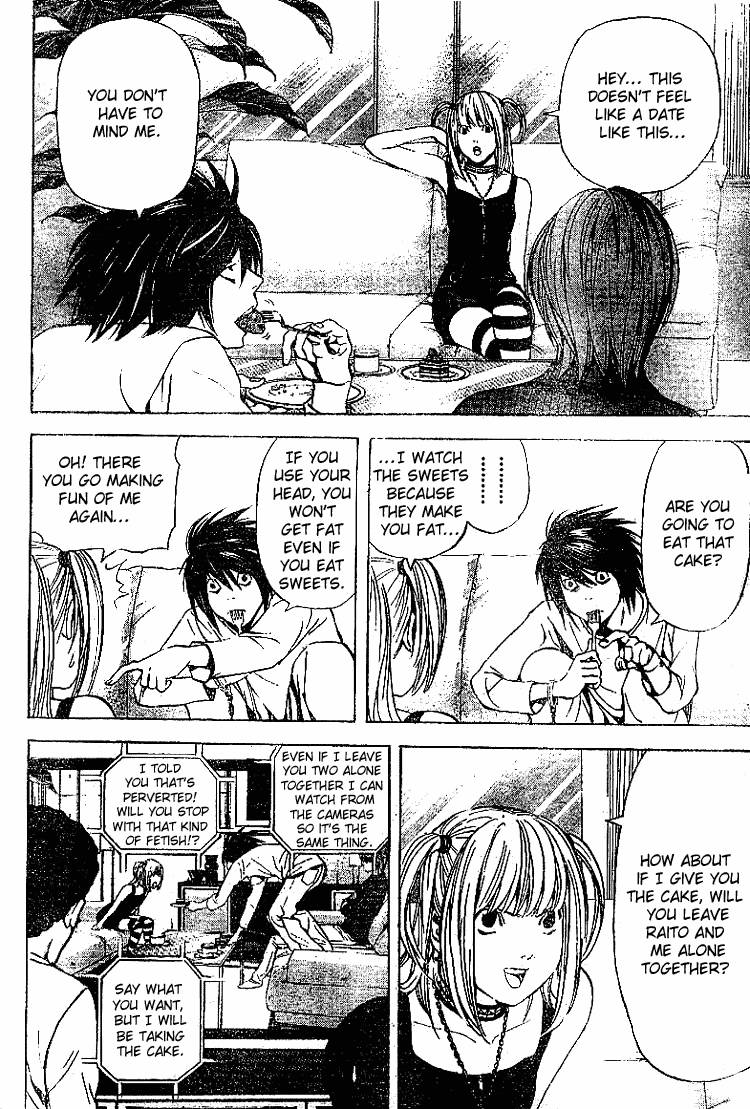 HEY... THIS
DOESN'T FEEL
LIKE A DATE
LIKE THIS...
YOU DON'T
HAVE TO
MIND ME.
ARE YOU
GOING TO
EAT THAT
CAKE?
...I WATCH
THE SWEETS
BECAUSE
THEY MAKE
YOU FAT...
IF YOU
USE YOUR
HEAD, YOU
WON'T
GET FAT
EVEN IF
YOU EAT
SWEETS.
OH! THERE
YOU GO MAKING
FUN OF ME
AGAIN...
HOW ABOUT
IF I GIVE YOU
THE CAKE, WILL
YOU LEAVE
RAITO AND
ME ALONE
TOGETHER?
EVEN IF I LEAVE
YOU TWO ALONE
TOGETHER I CAN
WATCH FROM
THE CAMERAS
SO IT'S THE
SAME THING.
I TOLD
YOU THAT'S
PERVERTED!
WILL YOU STOP
WITH THAT KIND
OF FETISH!?
SAY WHAT
YOU WANT,
BUT I WILL
BE TAKING
THE CAKE.